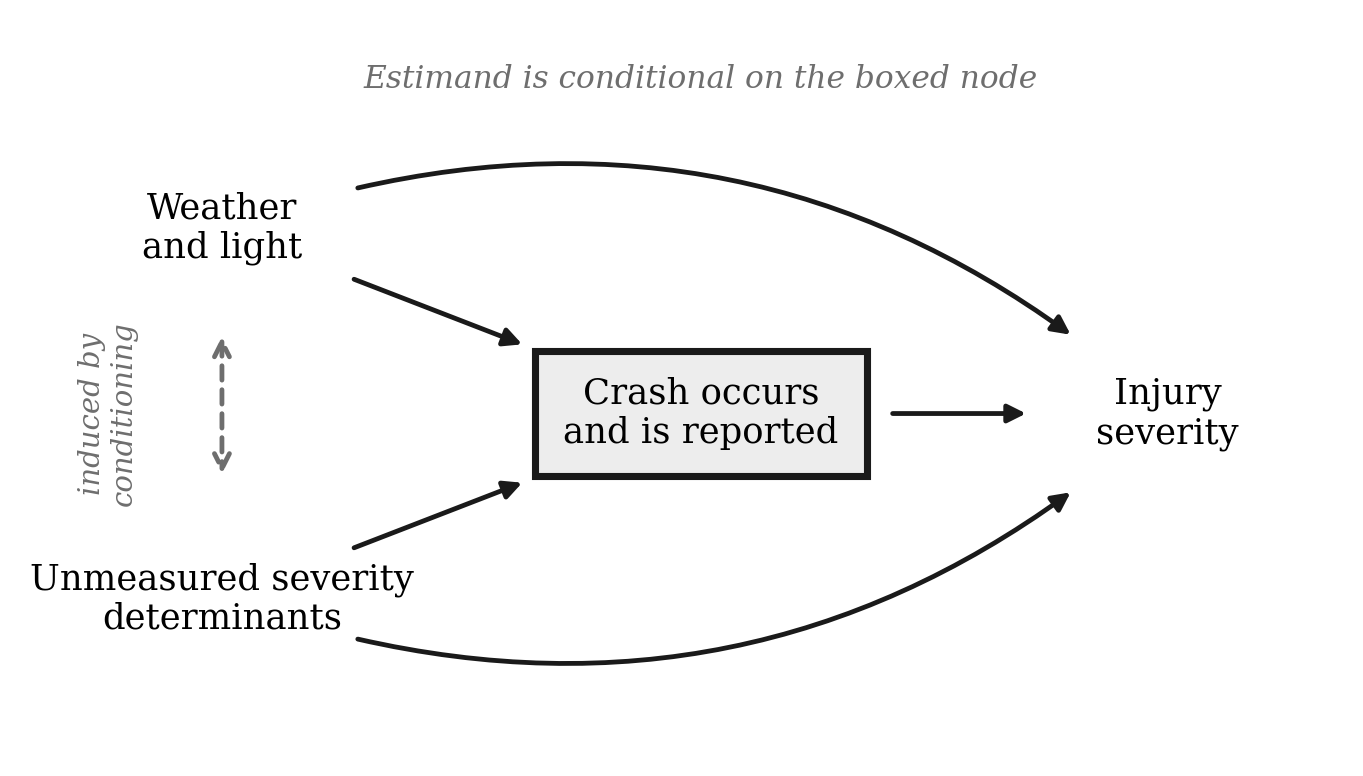 Estimand is conditional on the boxed node
Weather
and light
induced by
conditioning
Crash occurs
and is reported
Injury
severity
Unmeasured severity
determinants